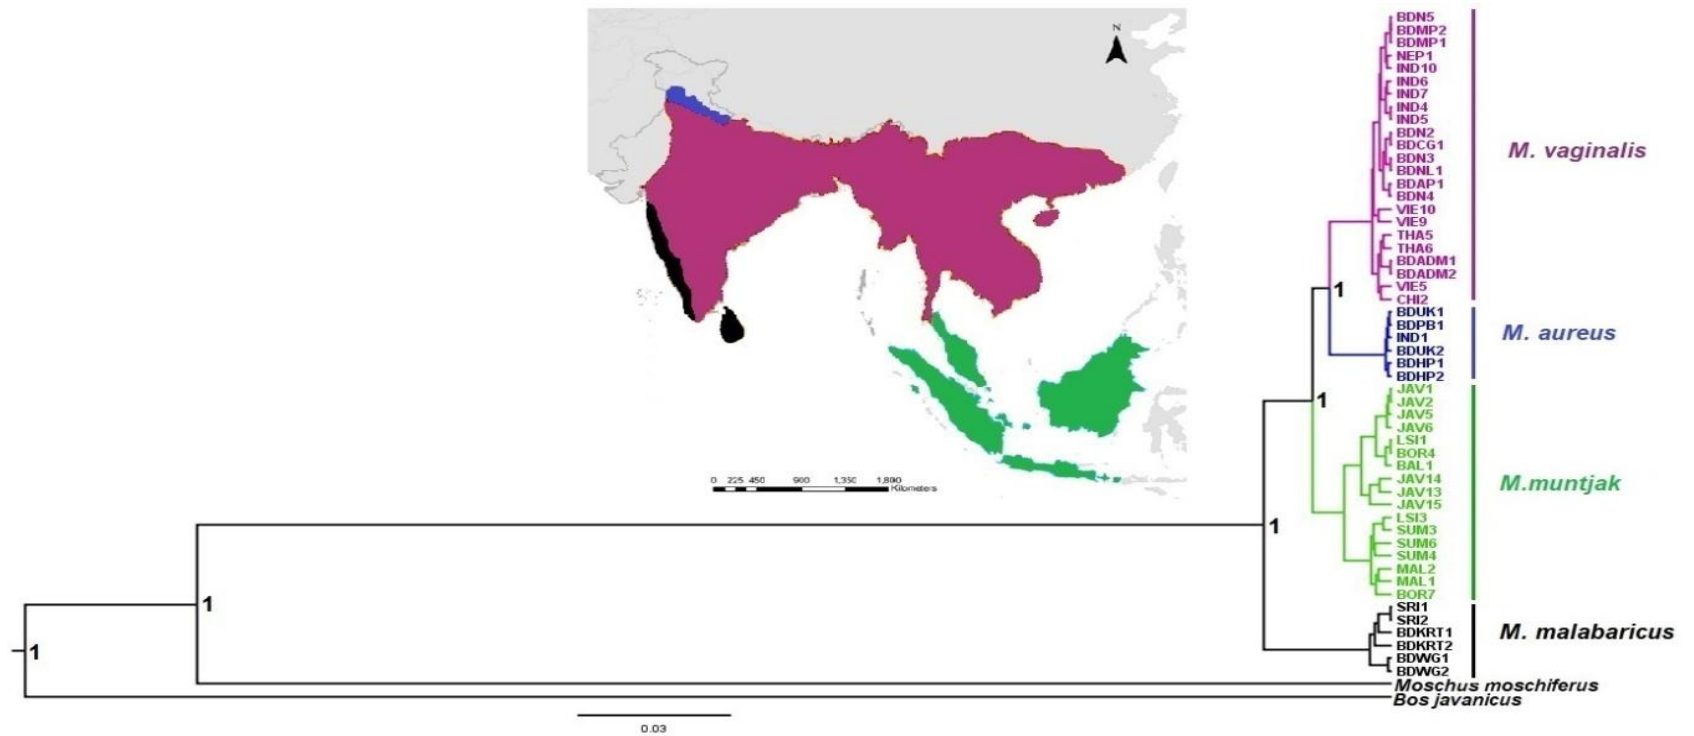 N
0 225 450 900 1,350 1,800
Kilometers
BDN5
BDMP2
BDMP1
NEP1
IND10
IND6
IND7
IND4
IND5
BDN2
BDCG1
BDN3
BDNL1
BDAP1
BDN4
VIE10
VIE9
THA5
THA6
BDADM1
BDADM2
VIE5
CHI2
M. vaginalis
BDUK1
BDPB1
IND1
BDUK2
BDHP1
BDHP2
M. aureus
JAV1
JAV2
JAV5
JAV6
LSI1
BOR4
BAL1
JAV14
JAV13
JAV15
LSI3
SUM3
SUM6
SUM4
MAL2
MAL1
BOR7
M.muntjak
SRI1
SRI2
BDKRT1
BDKRT2
BDWG1
BDWG2
M. malabaricus
Moschus moschiferus
Bos javanicus
1
1
1
1
1
0.03